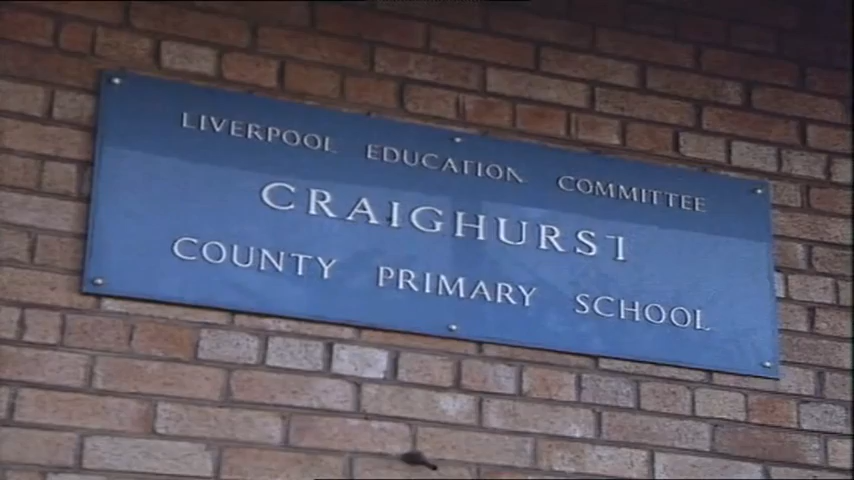 LIVERPOOL EDUCATION COMMITTEE
CRAIGHURST
COUNTY PRIMARY SCHOOL